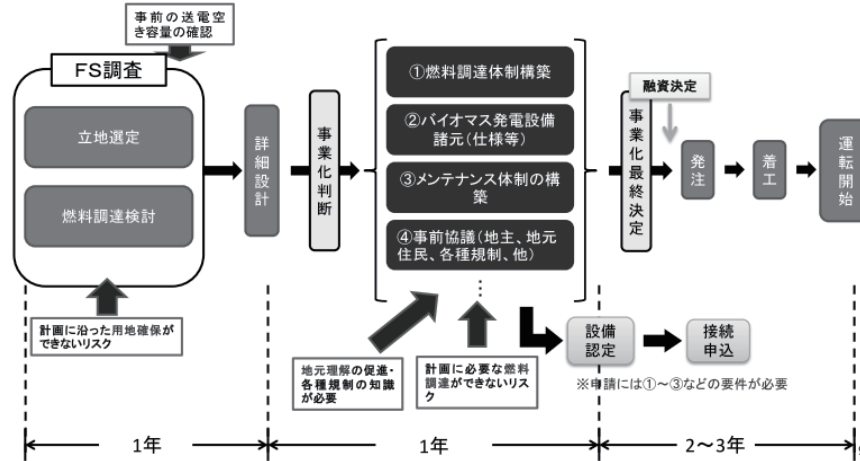 事前の送電空
き容量の確認
FS調査
立地選定
燃料調達検討
計画に沿った用地確保が
できないリスク
詳細設計
事業化判断
①燃料調達体制構築
②バイオマス発電設備
諸元(仕様等)
③メンテナンス体制の構
築
④事前協議(地主、地元
住民、各種規制、他)
⋮
地元理解の促進・
各種規制の知識
が必要
計画に必要な燃料
調達ができないリス
ク
設備
認定
接続
申込
※申請には①~③などの要件が必要
事業化最終決定
融資決定
発注
着工
運転開始
1年
1年
2~3年